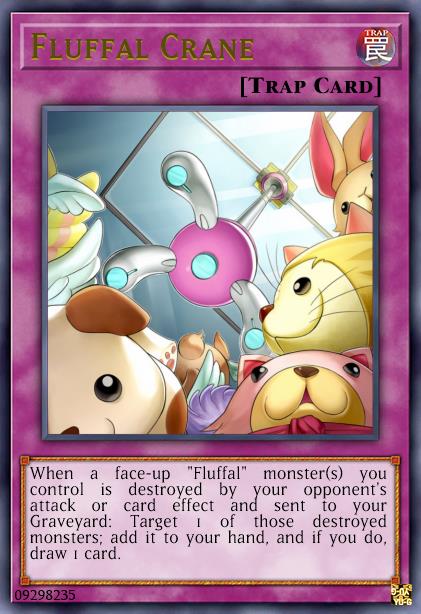 FLUFFAL CRANE
TRAP
罠
[TRAP CARD]
When a face-up "Fluffal" monster(s) you
control is destroyed by your opponent's
attack or card effect and sent to your
Graveyard: Target 1 of those destroyed
monsters; add it to your hand, and if you do,
draw 1 card.
09298235